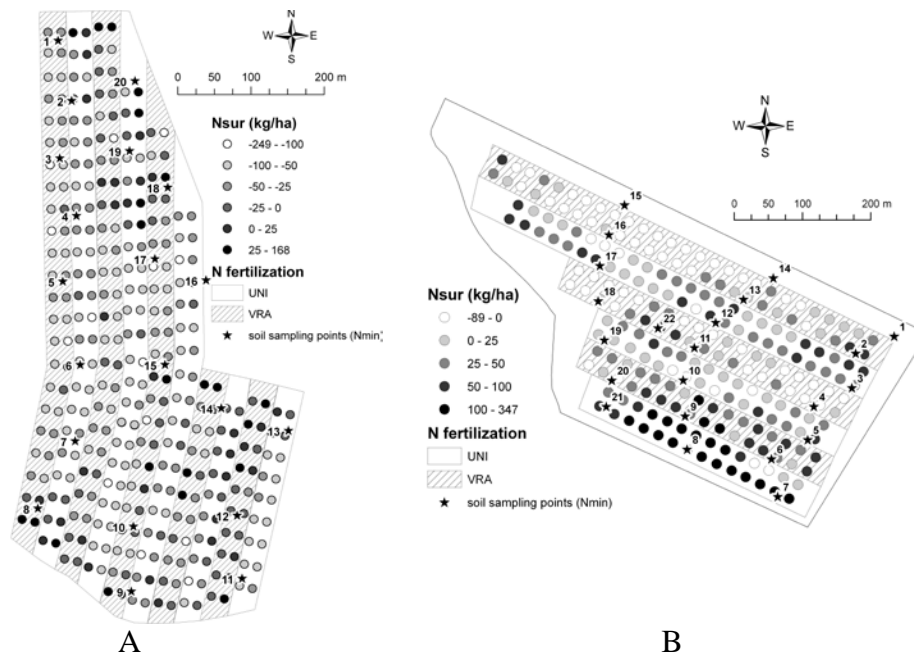 N
W E
S
0 50 100 200 m
Nsur (kg/ha)
-249 - -100
-100 - -50
-50 - -25
-25 - 0
0 - 25
25 - 168
N fertilization
UNI
VRA
soil sampling points (Nmin)
1
2
3
4
5
6
7
8
9
10
11
12
13
14
15
16
17
18
19
20
A
N
W E
S
0 50 100 200 m
Nsur (kg/ha)
-89 - 0
0 - 25
25 - 50
50 - 100
100 - 347
N fertilization
UNI
VRA
soil sampling points (Nmin)
15
16
17
14
13
18
12
22
1
2
19
11
3
20
10
4
21
9
5
8
6
7
B